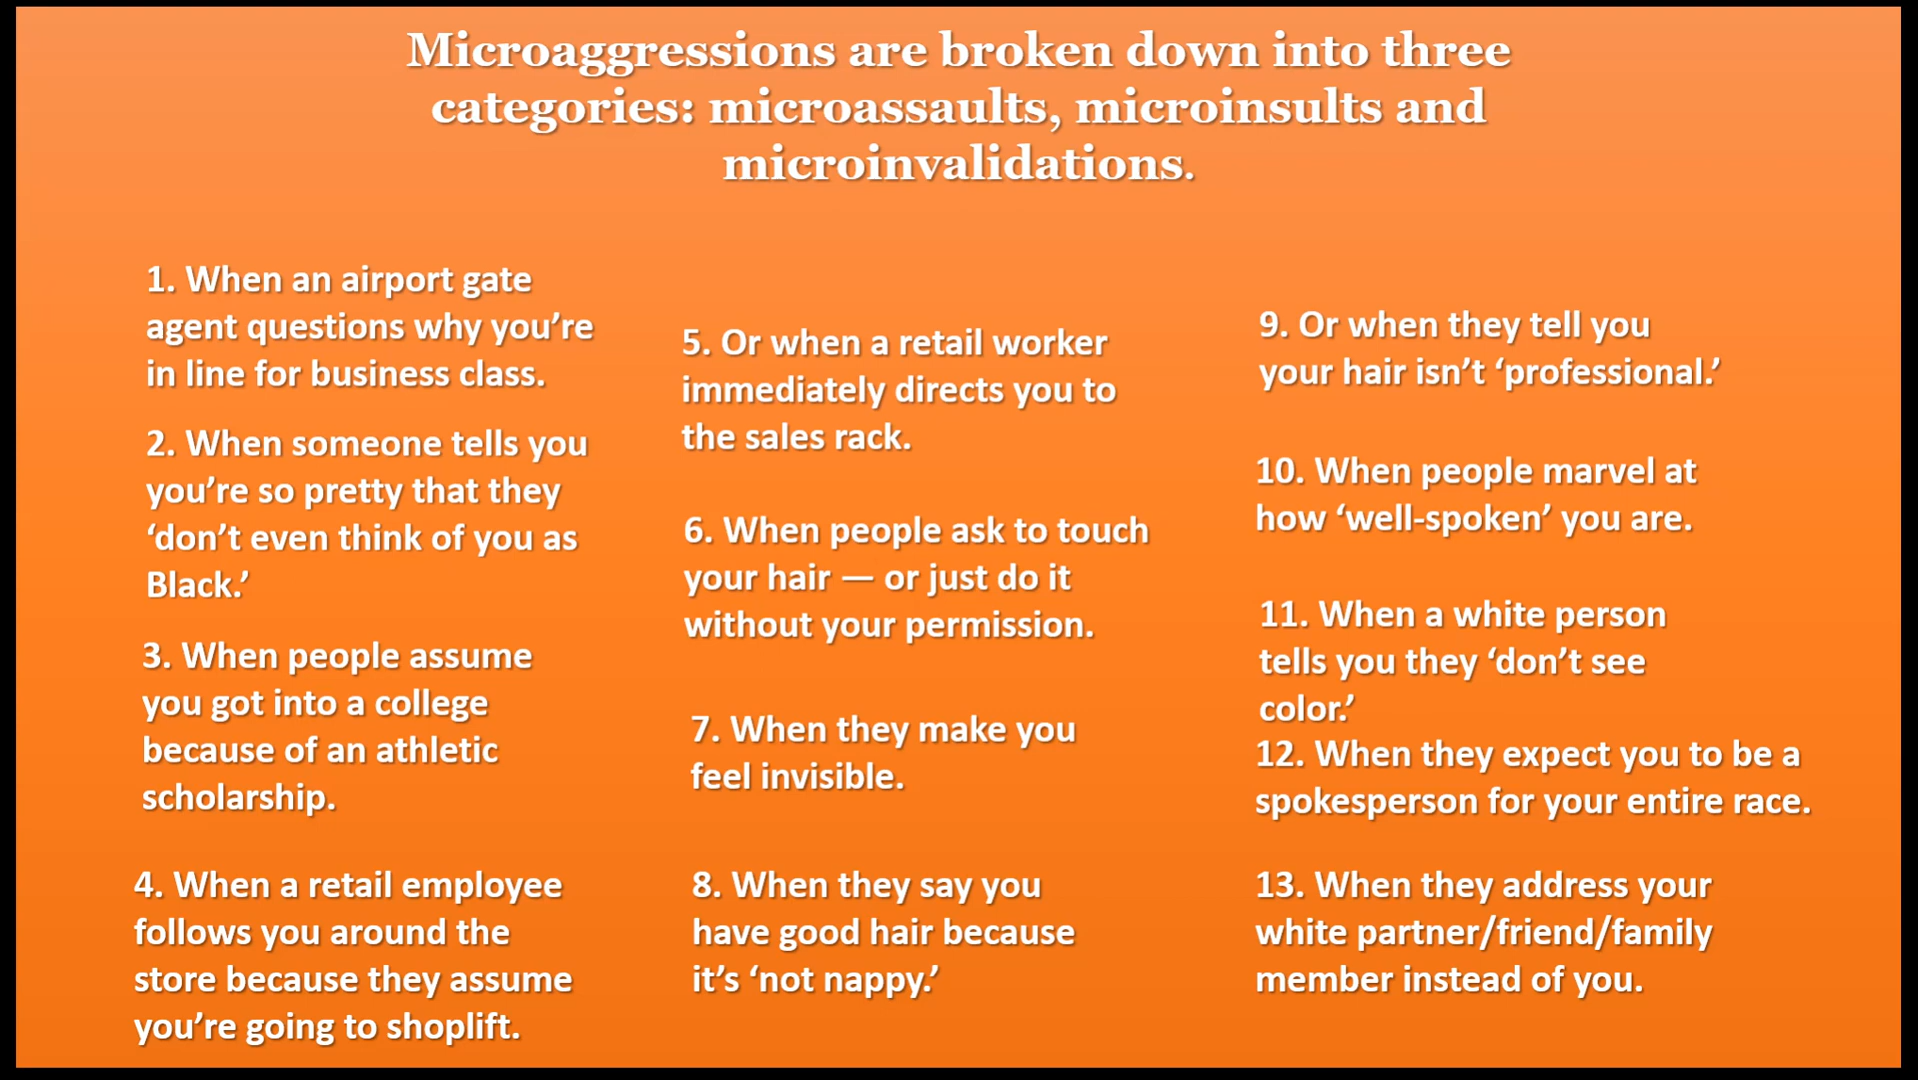 Microaggressions are broken down into three
categories: microassaults, microinsults and
microinvalidations.
1. When an airport gate
agent questions why you’re
in line for business class.
2. When someone tells you
you’re so pretty that they
‘don’t even think of you as
Black.’
3. When people assume
you got into a college
because of an athletic
scholarship.
4. When a retail employee
follows you around the
store because they assume
you’re going to shoplift.
5. Or when a retail worker
immediately directs you to
the sales rack.
6. When people ask to touch
your hair — or just do it
without your permission.
7. When they make you
feel invisible.
8. When they say you
have good hair because
it’s ‘not nappy.’
9. Or when they tell you
your hair isn’t ‘professional.’
10. When people marvel at
how ‘well-spoken’ you are.
11. When a white person
tells you they ‘don’t see
color.’
12. When they expect you to be a
spokesperson for your entire race.
13. When they address your
white partner/friend/family
member instead of you.